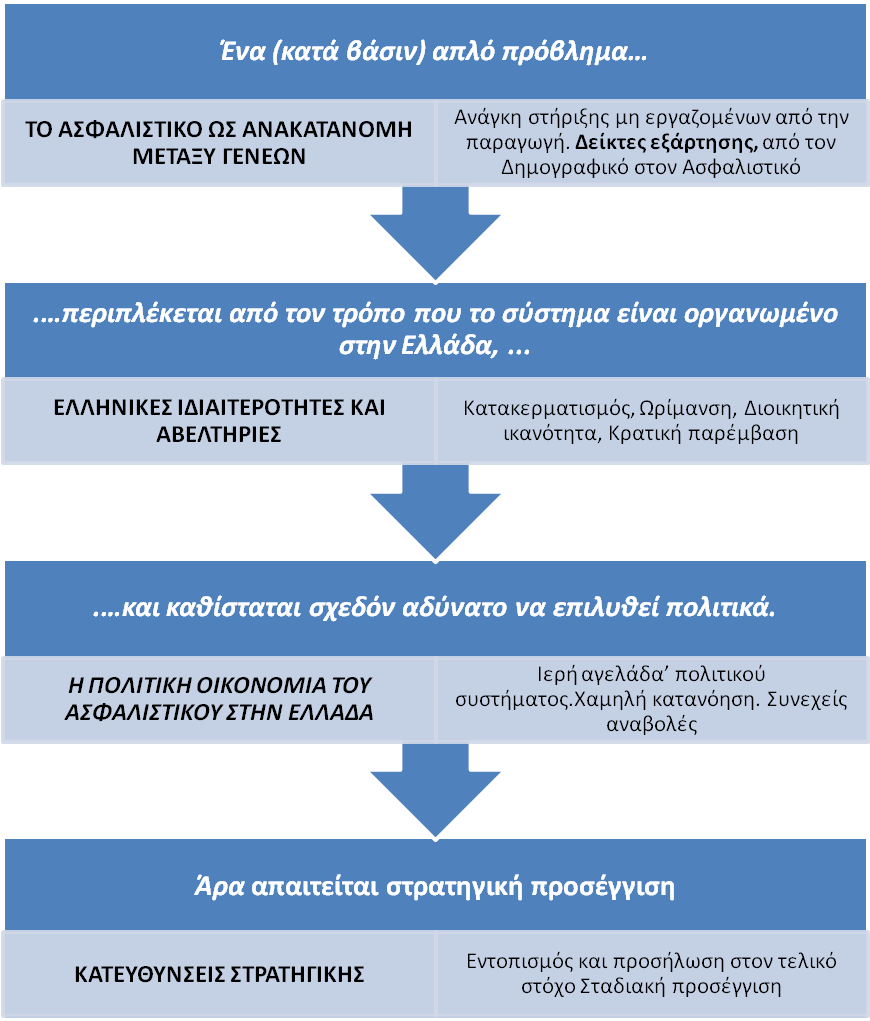 Ένα (κατά βάσιν) απλό πρόβλημα…
ΤΟ ΑΣΦΑΛΙΣΤΙΚΟ ΩΣ ΑΝΑΚΑΤΑΝΟΜΗ
ΜΕΤΑΞΥ ΓΕΝΕΩΝ
Ανάγκη στήριξης μη εργαζομένων από την
παραγωγή. Δείκτες εξάρτησης, από τον
Δημογραφικό στον Ασφαλιστικό
....περιπλέκεται από τον τρόπο που το σύστημα είναι οργανωμένο
στην Ελλάδα, ...
ΕΛΛΗΝΙΚΕΣ ΙΔΙΑΙΤΕΡΟΤΗΤΕΣ ΚΑΙ
ΑΒΕΛΤΗΡΙΕΣ
Κατακερματισμός, Ωρίμανση, Διοικητική
ικανότητα, Κρατική παρέμβαση
....και καθίσταται σχεδόν αδύνατο να επιλυθεί πολιτικά.
Η ΠΟΛΙΤΙΚΗ ΟΙΚΟΝΟΜΙΑ ΤΟΥ
ΑΣΦΑΛΙΣΤΙΚΟΥ ΣΤΗΝ ΕΛΛΑΔΑ
Ιερή αγελάδα’ πολιτικού
συστήματος.Χαμηλή κατανόηση. Συνεχείς
αναβολές
Άρα απαιτείται στρατηγική προσέγγιση
ΚΑΤΕΥΘΥΝΣΕΙΣ ΣΤΡΑΤΗΓΙΚΗΣ
Εντοπισμός και προσήλωση στον τελικό
στόχο Σταδιακή προσέγγιση